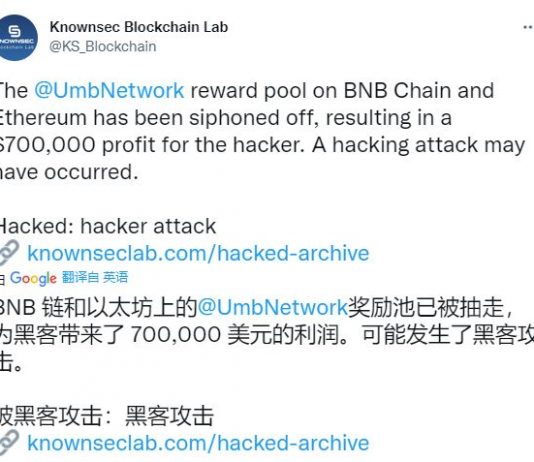 Knownsec Blockchain Lab
@KS_Blockchain
The @UmbNetwork reward pool on BNB Chain and
Ethereum has been siphoned off, resulting in a
$700,000 profit for the hacker. A hacking attack may
have occurred.
Hacked: hacker attack
knownseclab.com/hacked-archive
由 Google 翻译自 英语
BNB 链和以太坊上的@UmbNetwork奖励池已被抽走，
为黑客带来了 700,000 美元的利润。可能发生了黑客攻
击。
被黑客攻击：黑客攻击
knownseclab.com/hacked-archive